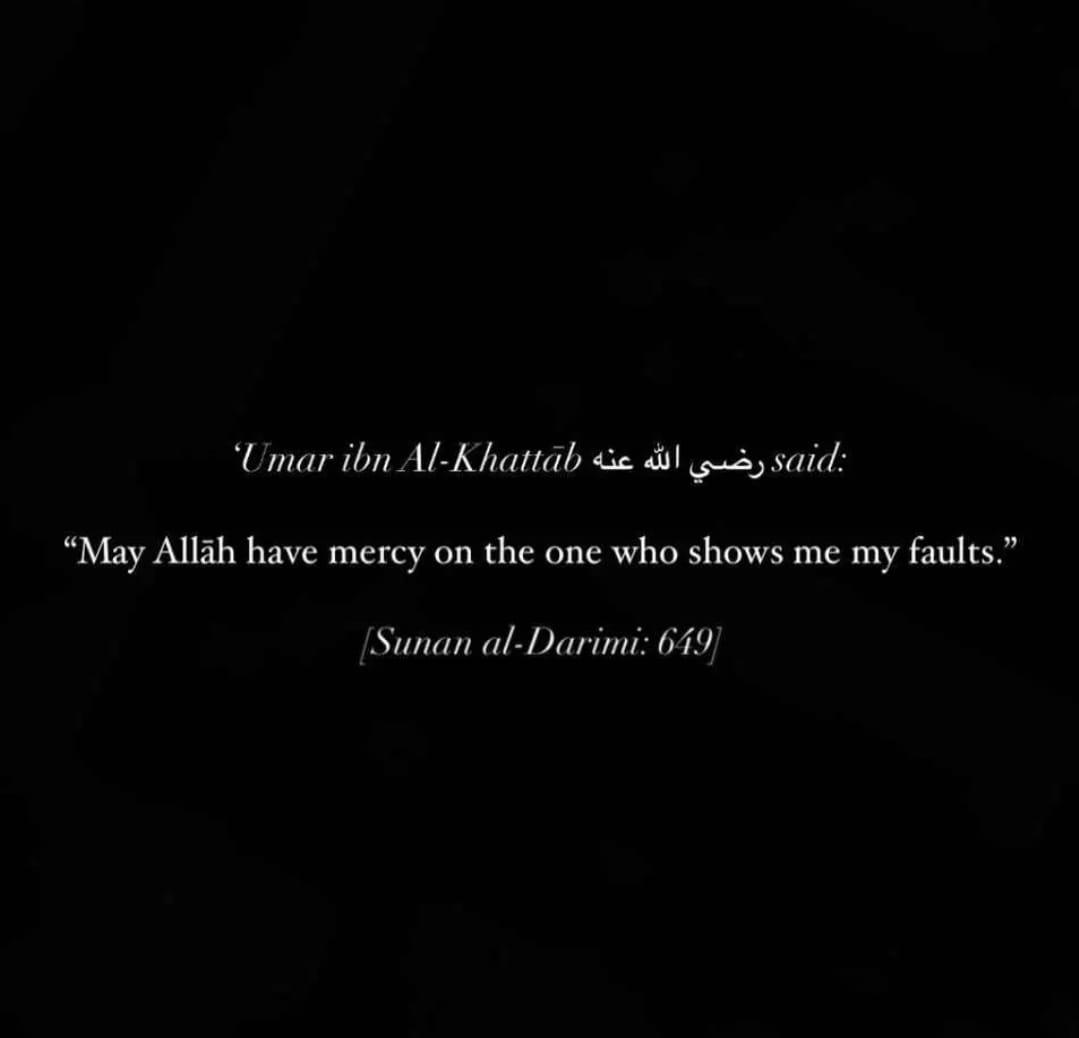 ‘Umar ibn Al-Khattāb رضي الله عنه said:
“May Allāh have mercy on the one who shows me my faults.”
[Sunan al-Darimi: 649]